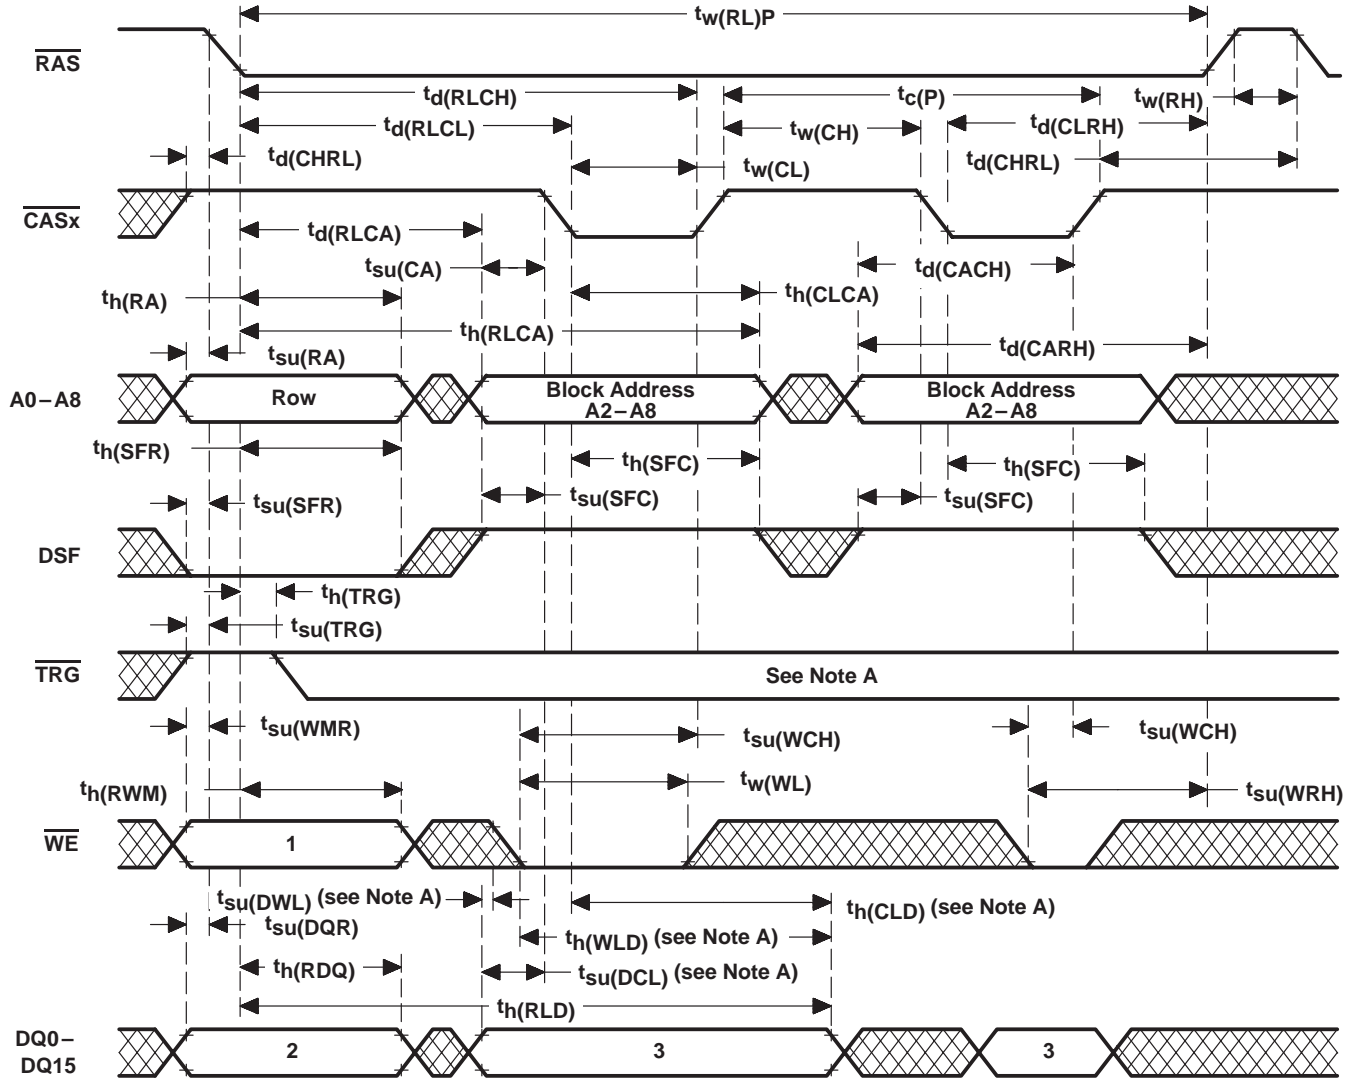 tw(RL)P
RAS
td(RLCH)
tc(P)
tw(RH)
td(RLCL)
tw(CH)
td(CLRH)
td(CHRL)
tw(CL)
td(CHRL)
CASx
td(RLCA)
tsu(CA)
td(CACH)
th(RA)
th(CLCA)
th(RLCA)
tsu(RA)
td(CARH)
A0–A8
Row
Block Address
A2–A8
Block Address
A2–A8
th(SFR)
th(SFC)
th(SFC)
tsu(SFR)
tsu(SFC)
tsu(SFC)
DSF
th(TRG)
tsu(TRG)
TRG
See Note A
tsu(WMR)
tsu(WCH)
tsu(WCH)
th(RWM)
tw(WL)
tsu(WRH)
WE
1
tsu(DWL) (see Note A)
th(CLD) (see Note A)
tsu(DQR)
th(WLD) (see Note A)
th(RDQ)
tsu(DCL) (see Note A)
th(RLD)
DQ0–
DQ15
2
3
3